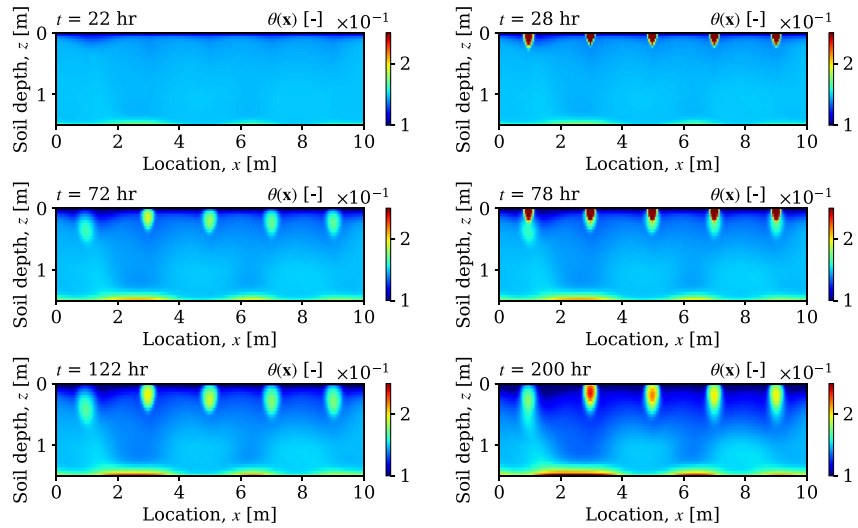 t = 22 hr θ(x) [-] ×10⁻¹
0
1
Soil depth, z [m]
2
1
0 2 4 6 8 10
Location, x [m]
t = 28 hr θ(x) [-] ×10⁻¹
0
1
Soil depth, z [m]
2
1
0 2 4 6 8 10
Location, x [m]
t = 72 hr θ(x) [-] ×10⁻¹
0
1
Soil depth, z [m]
2
1
0 2 4 6 8 10
Location, x [m]
t = 78 hr θ(x) [-] ×10⁻¹
0
1
Soil depth, z [m]
2
1
0 2 4 6 8 10
Location, x [m]
t = 122 hr θ(x) [-] ×10⁻¹
0
1
Soil depth, z [m]
2
1
0 2 4 6 8 10
Location, x [m]
t = 200 hr θ(x) [-] ×10⁻¹
0
1
Soil depth, z [m]
2
1
0 2 4 6 8 10
Location, x [m]